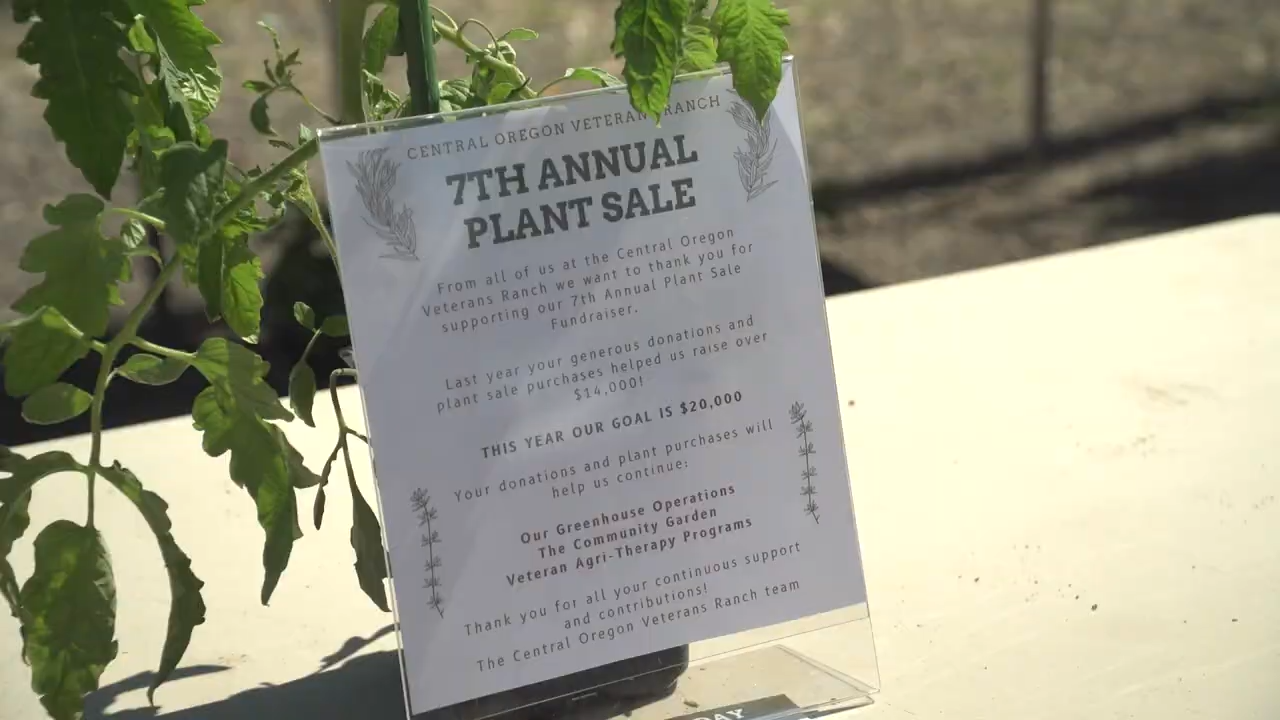 CENTRAL OREGON VETERAN RANCH
7TH ANNUAL
PLANT SALE
From all of us at the Central Oregon
Veterans Ranch we want to thank you for
supporting our 7th Annual Plant Sale
Fundraiser.
Last year your generous donations and
plant sale purchases helped us raise over
$14,000!
THIS YEAR OUR GOAL IS $20,000
Your donations and plant purchases will
help us continue:
Our Greenhouse Operations
The Community Garden
Veteran Agri-Therapy Programs
Thank you for all your continuous support
and contributions!
The Central Oregon Veterans Ranch team